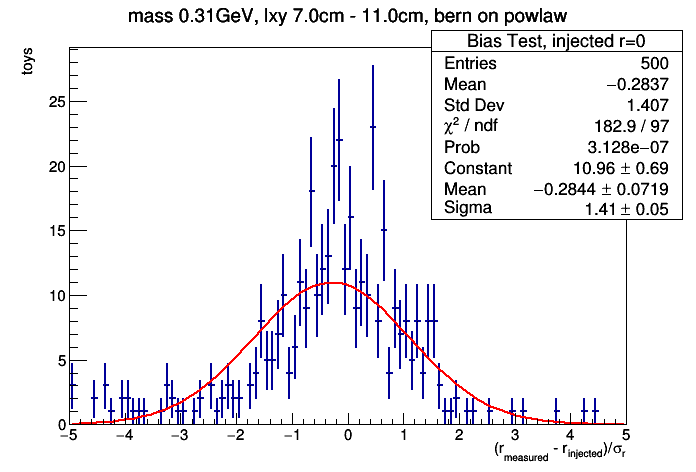 mass 0.31GeV, lxy 7.0cm - 11.0cm, bern on powlaw
Bias Test, injected r=0
Entries 500
Mean −0.2837
Std Dev 1.407
χ² / ndf 182.9 / 97
Prob 3.128e−07
Constant 10.96 ± 0.69
Mean −0.2844 ± 0.0719
Sigma 1.41 ± 0.05
toys
25
20
15
10
5
0
−5 −4 −3 −2 −1 0 1 2 3 4 5
(r_measured - r_injected)/σ_r